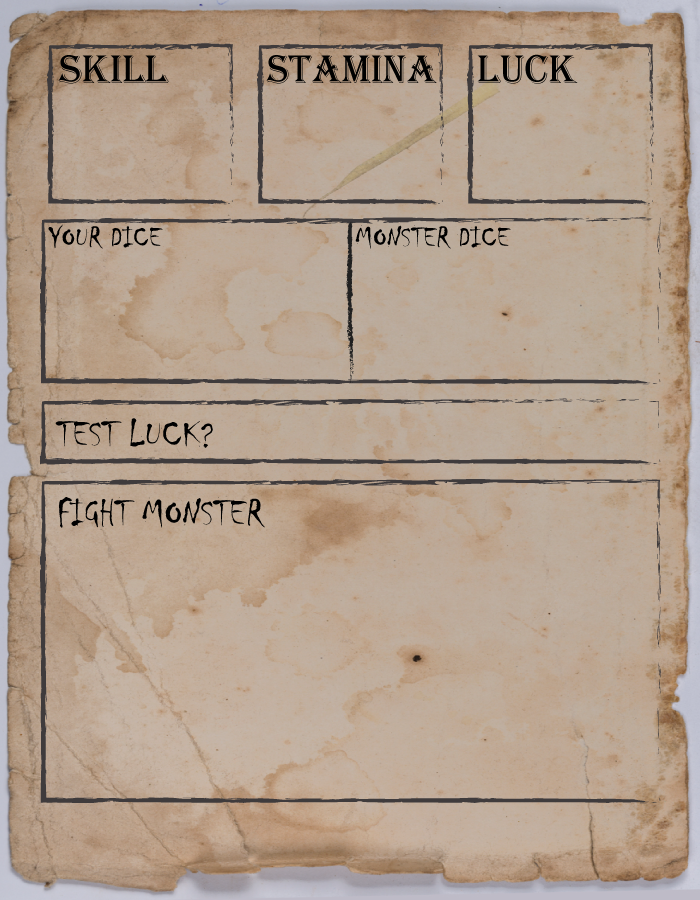 SKILL
STAMINA
LUCK
YOUR DICE
MONSTER DICE
TEST LUCK?
FIGHT MONSTER